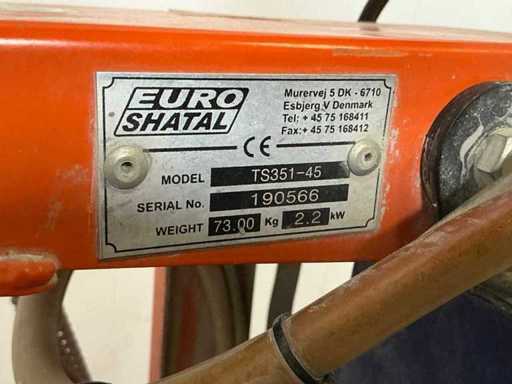 EURO
SHATAL
Murervej 5 DK - 6710
Esbjerg V Denmark
Tel: + 45 75 168411
Fax:+ 45 75 168412
CE
MODEL TS351-45
SERIAL No. 190566
WEIGHT 73.00 Kg 2.2 kW